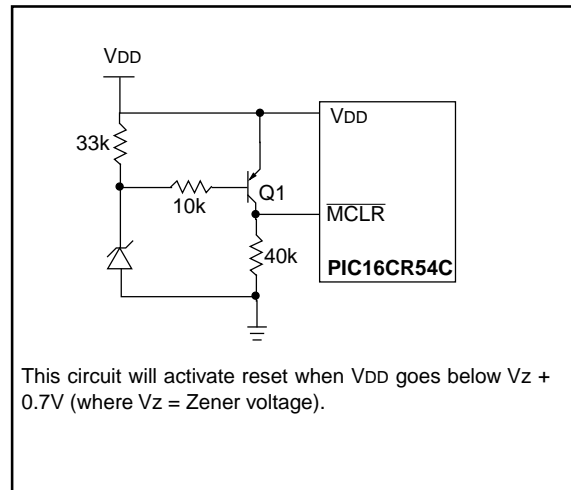 VDD
VDD
33k
10k
Q1
MCLR
40k
PIC16CR54C
This circuit will activate reset when VDD goes below Vz +
0.7V (where Vz = Zener voltage).